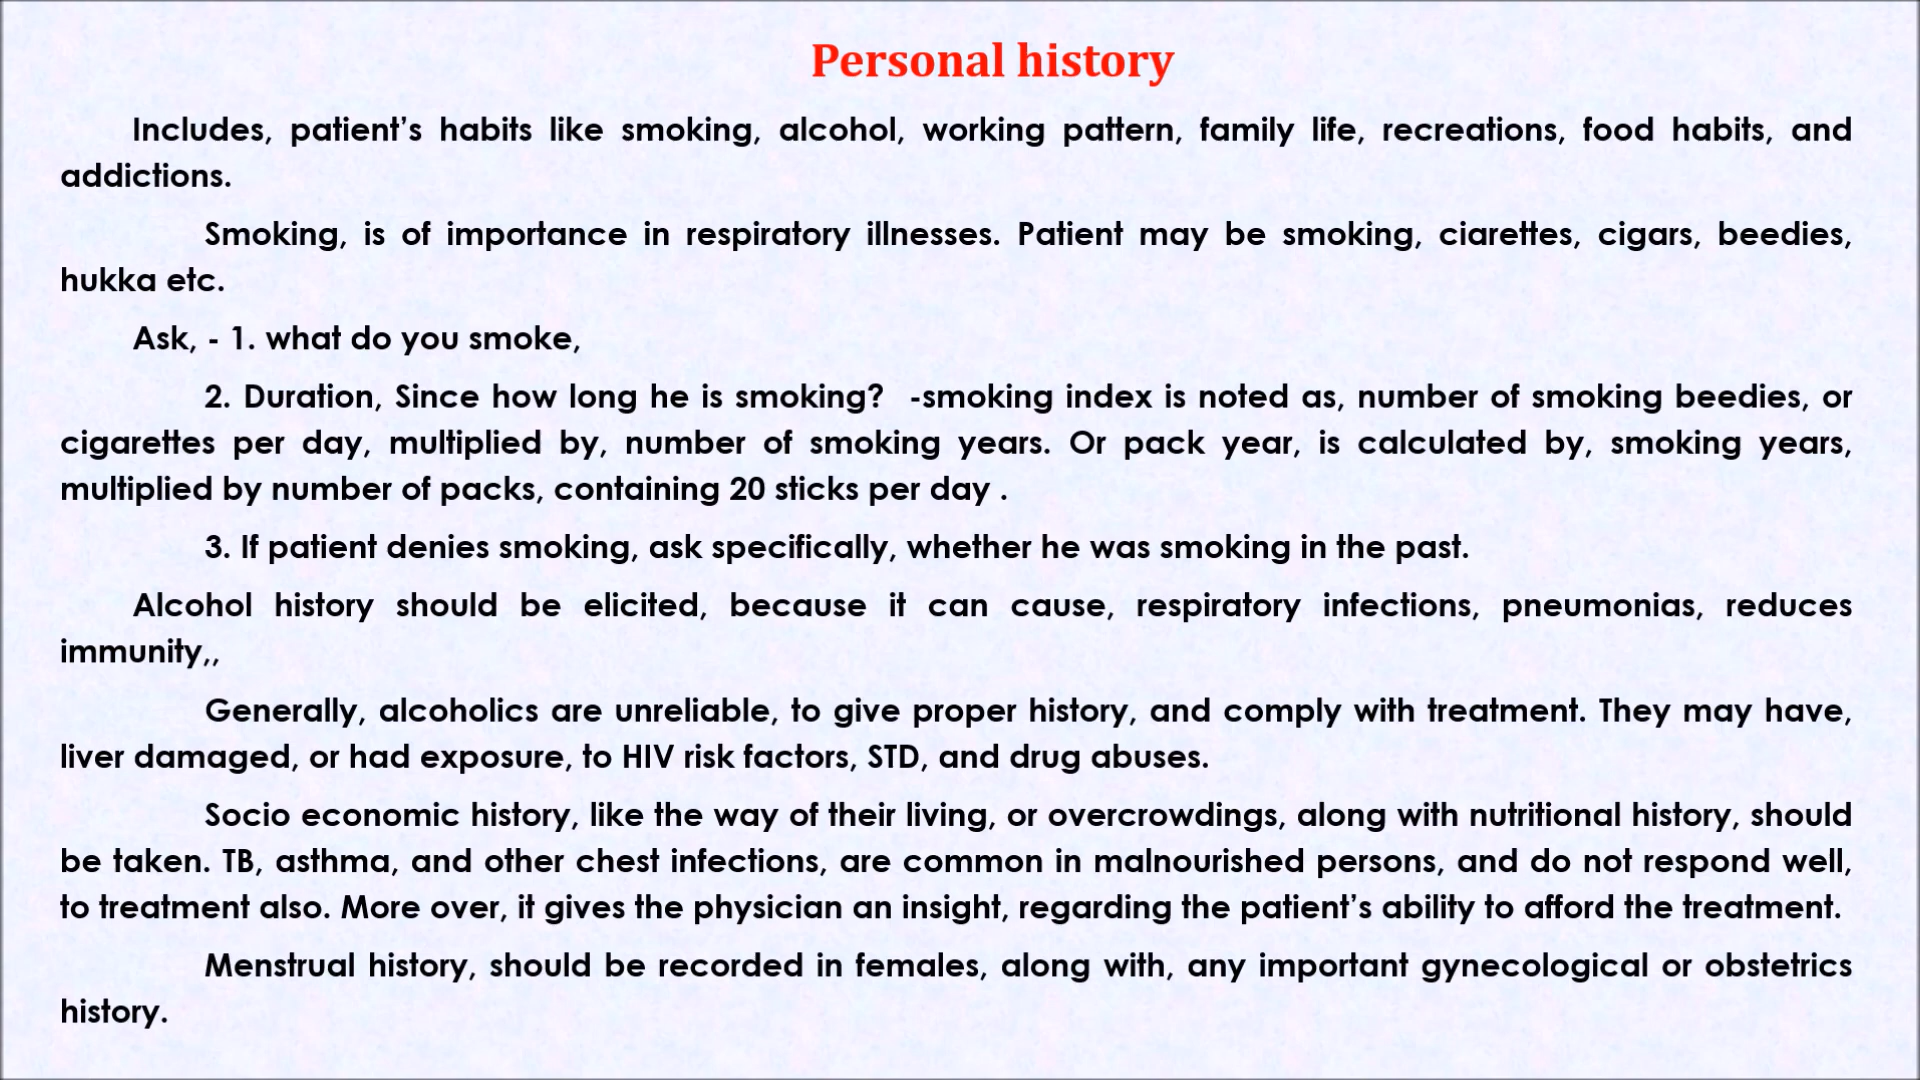 Personal history
Includes, patient’s habits like smoking, alcohol, working pattern, family life, recreations, food habits, and
addictions.
Smoking, is of importance in respiratory illnesses. Patient may be smoking, ciarettes, cigars, beedies,
hukka etc.
Ask, - 1. what do you smoke,
2. Duration, Since how long he is smoking? -smoking index is noted as, number of smoking beedies, or
cigarettes per day, multiplied by, number of smoking years. Or pack year, is calculated by, smoking years,
multiplied by number of packs, containing 20 sticks per day .
3. If patient denies smoking, ask specifically, whether he was smoking in the past.
Alcohol history should be elicited, because it can cause, respiratory infections, pneumonias, reduces
immunity,,
Generally, alcoholics are unreliable, to give proper history, and comply with treatment. They may have,
liver damaged, or had exposure, to HIV risk factors, STD, and drug abuses.
Socio economic history, like the way of their living, or overcrowdings, along with nutritional history, should
be taken. TB, asthma, and other chest infections, are common in malnourished persons, and do not respond well,
to treatment also. More over, it gives the physician an insight, regarding the patient’s ability to afford the treatment.
Menstrual history, should be recorded in females, along with, any important gynecological or obstetrics
history.